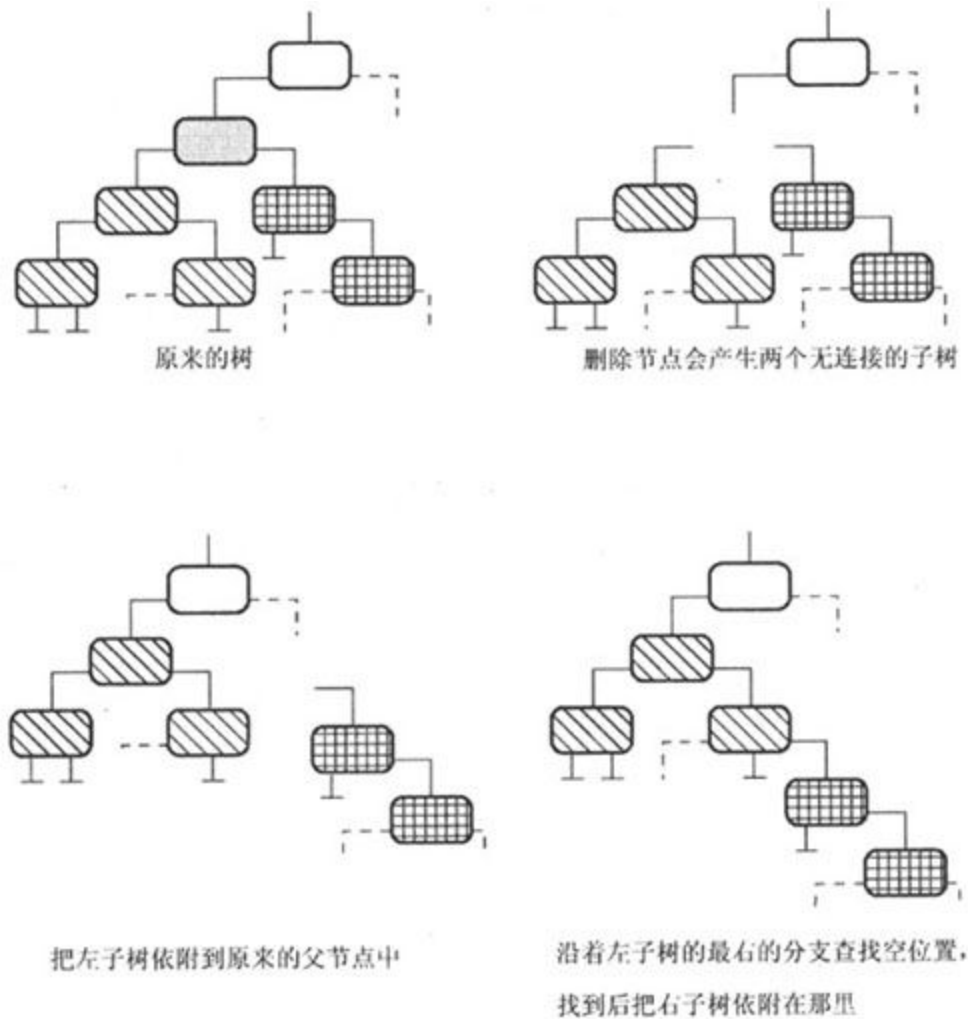 原来的树
删除节点会产生两个无连接的子树
把左子树依附到原来的父节点中
沿着左子树的最右的分支查找空位置，
找到后把右子树依附在那里